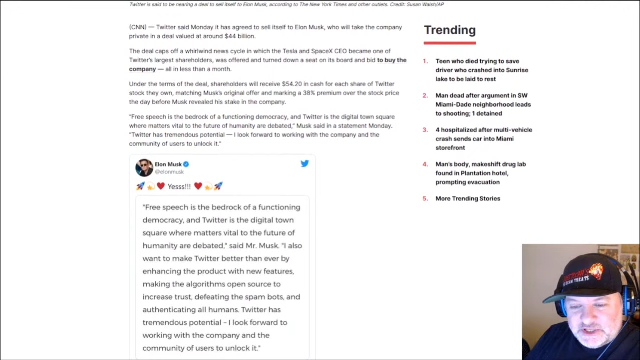 Twitter is said to be nearing a deal to sell itself to Elon Musk, according to The New York Times and other outlets. Credit: Susan Walsh/AP
(CNN) — Twitter said Monday it has agreed to sell itself to Elon Musk, who will take the company
private in a deal valued at around $44 billion.
The deal caps off a whirlwind news cycle in which the Tesla and SpaceX CEO became one of
Twitter's largest shareholders, was offered and turned down a seat on its board and bid to buy the
company — all in less than a month.
Under the terms of the deal, shareholders will receive $54.20 in cash for each share of Twitter
stock they own, matching Musk's original offer and marking a 38% premium over the stock price
the day before Musk revealed his stake in the company.
"Free speech is the bedrock of a functioning democracy, and Twitter is the digital town square
where matters vital to the future of humanity are debated," Musk said in a statement Monday.
"Twitter has tremendous potential — I look forward to working with the company and the
community of users to unlock it."
Elon Musk
@elonmusk
🚀💫❤️ Yesss!!! ❤️💫🚀
"Free speech is the bedrock of a functioning
democracy, and Twitter is the digital town
square where matters vital to the future of
humanity are debated," said Mr. Musk. "I also
want to make Twitter better than ever by
enhancing the product with new features,
making the algorithms open source to
increase trust, defeating the spam bots, and
authenticating all humans. Twitter has
tremendous potential – I look forward to
working with the company and the
community of users to unlock it."
Trending
1. Teen who died trying to save
driver who crashed into Sunrise
lake to be laid to rest
2. Man dead after argument in SW
Miami-Dade neighborhood leads
to shooting; 1 detained
3. 4 hospitalized after multi-vehicle
crash sends car into Miami
storefront
4. Man's body, makeshift drug lab
found in Plantation hotel,
prompting evacuation
5. More Trending Stories